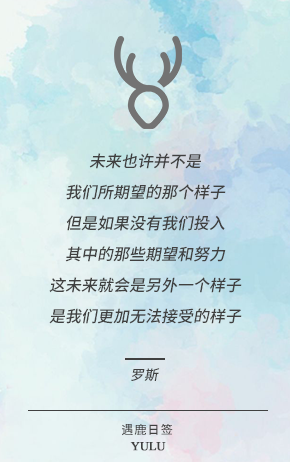 未来也许并不是
我们所期望的那个样子
但是如果没有我们投入
其中的那些期望和努力
这未来就会是另外一个样子
是我们更加无法接受的样子
罗斯
遇鹿日签
YULU